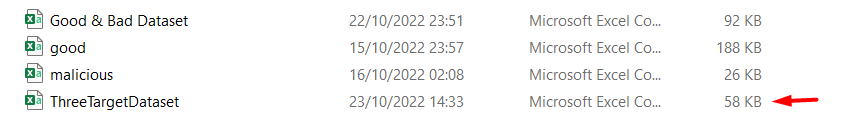 Good & Bad Dataset 22/10/2022 23:51 Microsoft Excel Co... 92 KB
good 15/10/2022 23:57 Microsoft Excel Co... 188 KB
malicious 16/10/2022 02:08 Microsoft Excel Co... 26 KB
ThreeTargetDataset 23/10/2022 14:33 Microsoft Excel Co... 58 KB